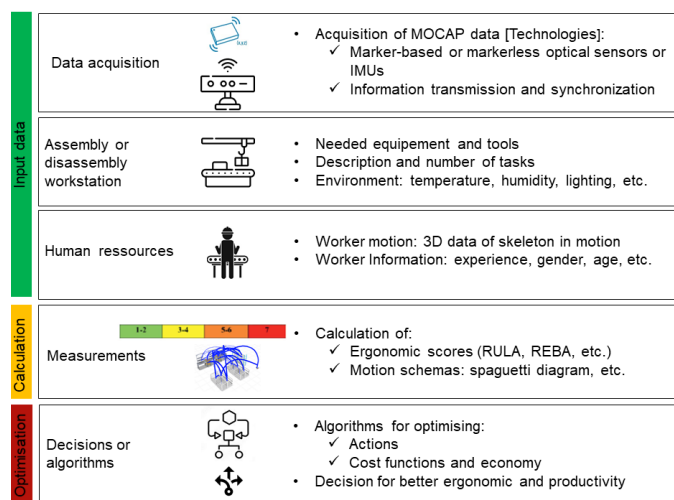 Input data
Data acquisition
• Acquisition of MOCAP data [Technologies]:
✓ Marker-based or markerless optical sensors or
IMUs
✓ Information transmission and synchronization
Assembly or
disassembly
workstation
• Needed equipement and tools
• Description and number of tasks
• Environment: temperature, humidity, lighting, etc.
Human ressources
• Worker motion: 3D data of skeleton in motion
• Worker Information: experience, gender, age, etc.
Calculation
Measurements
1-2 3-4 5-6 7
• Calculation of:
✓ Ergonomic scores (RULA, REBA, etc.)
✓ Motion schemas: spaguetti diagram, etc.
Optimisation
Decisions or
algorithms
• Algorithms for optimising:
✓ Actions
✓ Cost functions and economy
• Decision for better ergonomic and productivity